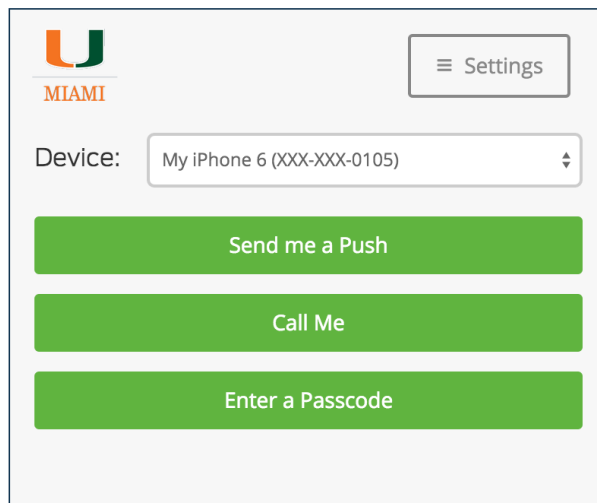 U
MIAMI
≡ Settings
Device:
My iPhone 6 (XXX-XXX-0105)
Send me a Push
Call Me
Enter a Passcode